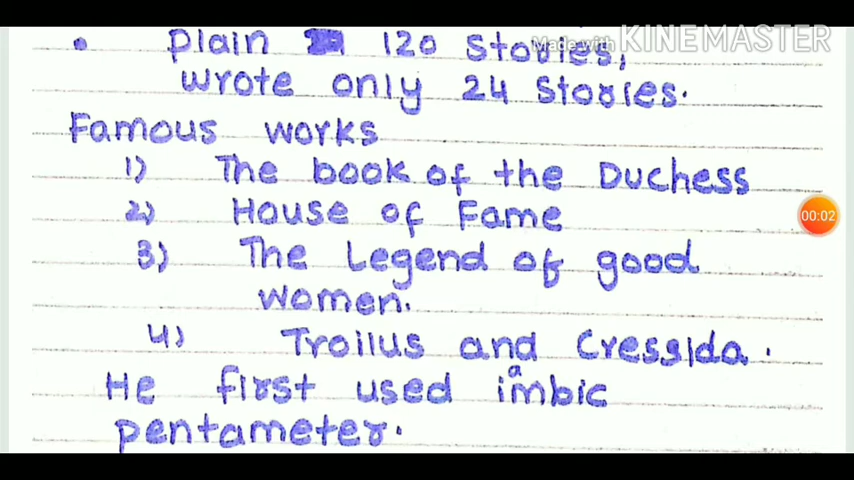 • Plain 120 Stories,
Made with KINEMASTER
wrote only 24 Stories.
Famous works
1) The book of the Duchess
2) House of Fame
00:02
3) The Legend of good
women.
4) Troilus and Cressida.
He first used iambic
pentameter.